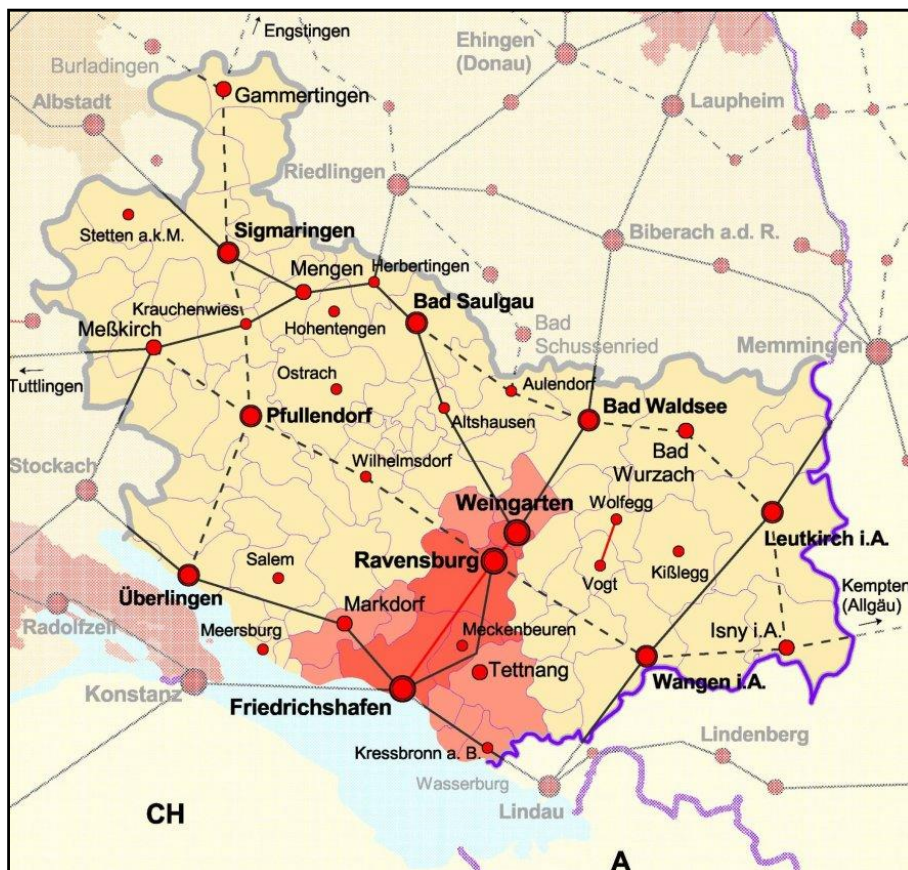 Engstingen
Burladingen
Ehingen
(Donau)
Gammertingen
Albstadt
Laupheim
Riedlingen
Stetten a.k.M.
Sigmaringen
Biberach a.d. R.
Mengen
Herbertingen
Krauchenwies
Bad Saulgau
Hohentengen
Meßkirch
Bad
Schussenried
Memmingen
Tuttlingen
Ostrach
Aulendorf
Pfullendorf
Altshausen
Bad Waldsee
Bad
Wurzach
Stockach
Wilhelmsdorf
Weingarten
Wolfegg
Leutkirch i.A.
Salem
Ravensburg
Vogt
Kißlegg
Überlingen
Kempten
(Allgäu)
Radolfzell
Markdorf
Meersburg
Meckenbeuren
Isny i.A.
Konstanz
Tettnang
Wangen i.A.
Friedrichshafen
Kressbronn a. B.
Lindenberg
Wasserburg
Lindau
CH
A